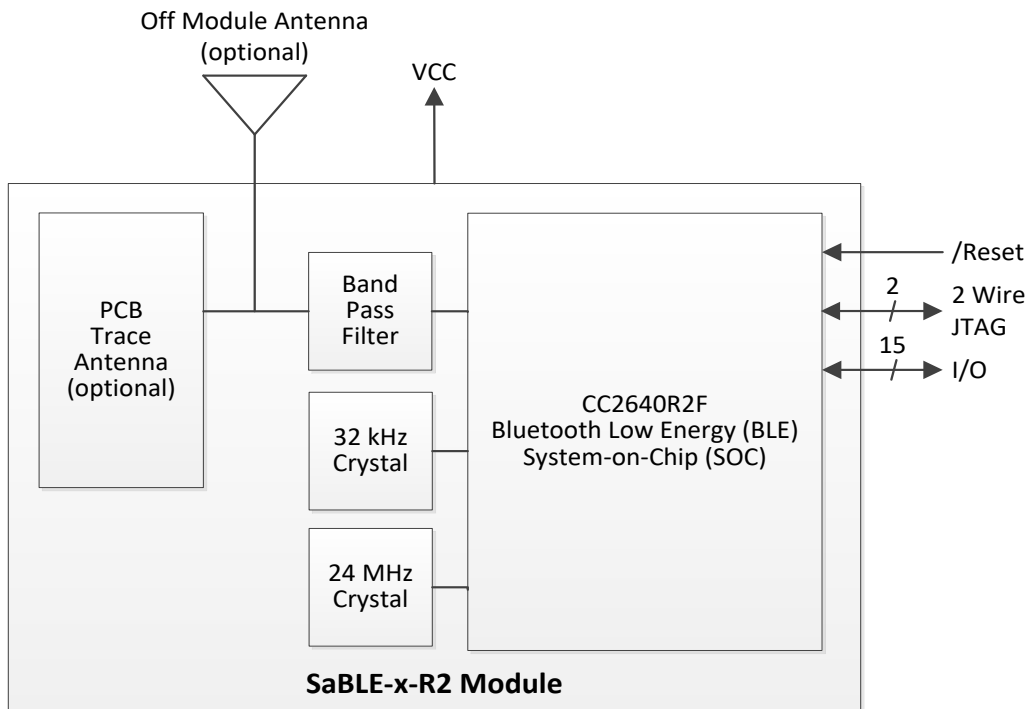 Off Module Antenna
(optional)
VCC
PCB
Trace
Antenna
(optional)
Band
Pass
Filter
32 kHz
Crystal
24 MHz
Crystal
CC2640R2F
Bluetooth Low Energy (BLE)
System-on-Chip (SOC)
/Reset
2
2 Wire
JTAG
15
I/O
SaBLE-x-R2 Module